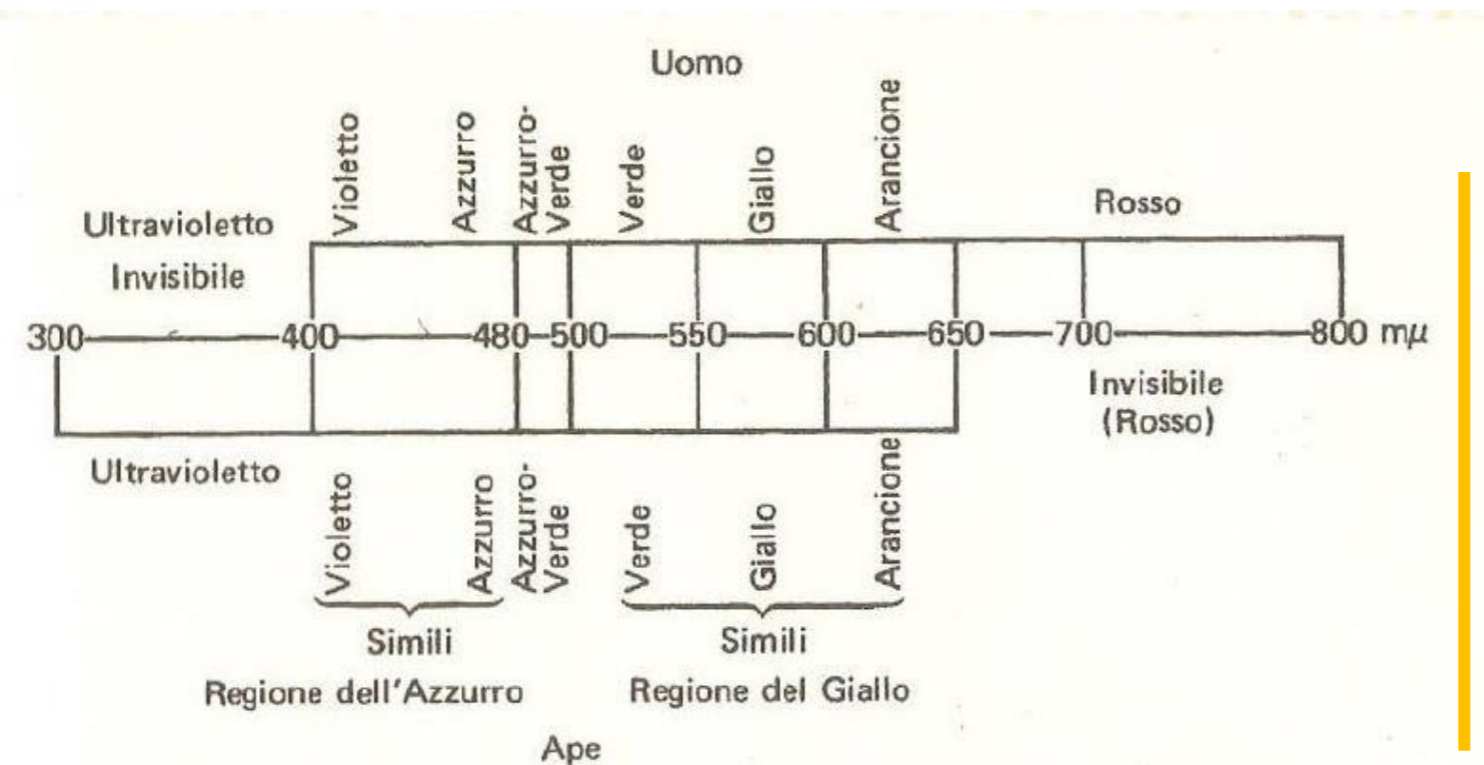 Uomo
Violetto
Azzurro
Azzurro-
Verde
Verde
Giallo
Arancione
Ultravioletto
Invisibile
Rosso
300 400 480 500 550 600 650 700 800 mμ
Invisibile
(Rosso)
Ultravioletto
Violetto
Azzurro
Azzurro-
Verde
Verde
Giallo
Arancione
Simili
Regione dell'Azzurro
Simili
Regione del Giallo
Ape